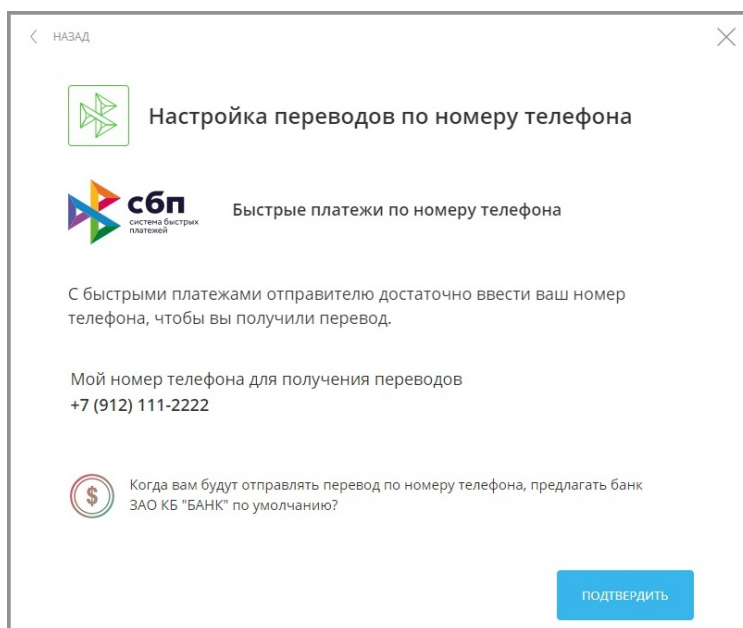 НАЗАД
Настройка переводов по номеру телефона
сбп
система быстрых
платежей
Быстрые платежи по номеру телефона
С быстрыми платежами отправителю достаточно ввести ваш номер
телефона, чтобы вы получили перевод.
Мой номер телефона для получения переводов
+7 (912) 111-2222
$
Когда вам будут отправлять перевод по номеру телефона, предлагать банк
ЗАО КБ "БАНК" по умолчанию?
ПОДТВЕРДИТЬ